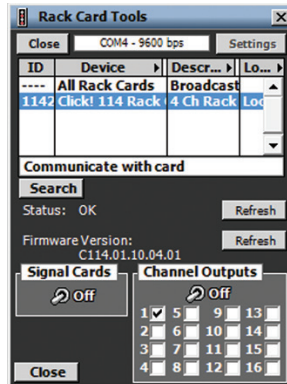 Rack Card Tools
Close COM4 - 9600 bps Settings
ID Device Descr... Lo...
---- All Rack Cards Broadcast
1142 Click! 114 Rack 4 Ch Rack Loc
Communicate with card
Search
Status: OK Refresh
Firmware Version: Refresh
C114.01.10.04.01
Signal Cards Channel Outputs
Off Off
1 5 9 13
2 6 10 14
3 7 11 15
4 8 12 16
Close